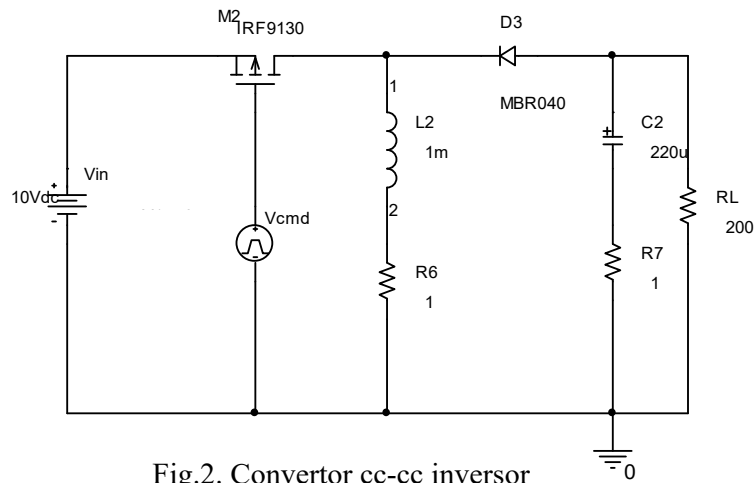 M2
IRF9130
D3
MBR040
1
L2
1m
2
C2
220u
Vin
10Vdc
Vcmd
R6
1
R7
1
RL
200
0
Fig.2. Convertor cc-cc inversor